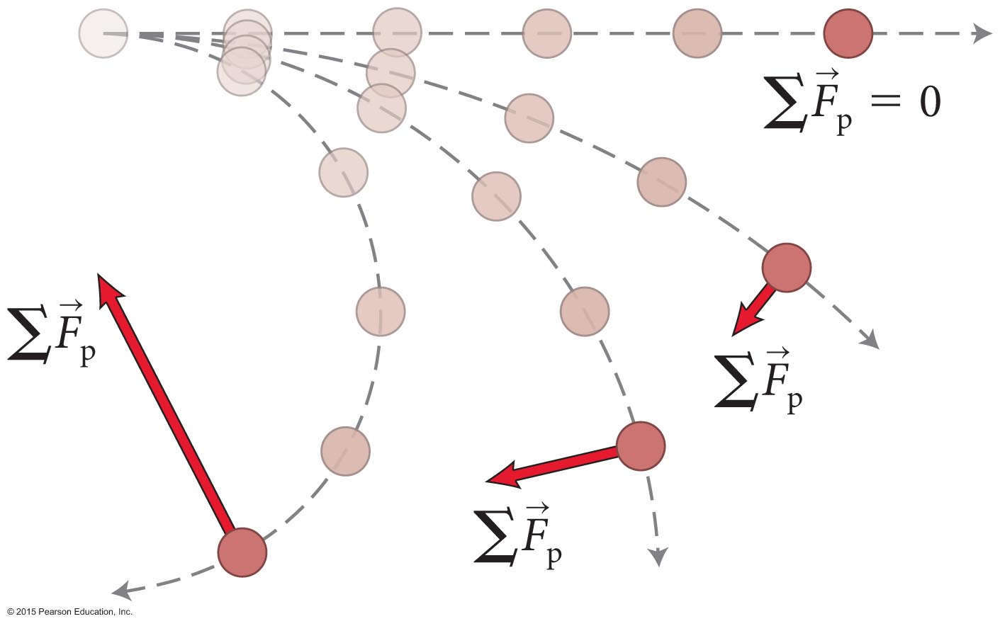 ∑F⃗p = 0
∑F⃗p
∑F⃗p
∑F⃗p
© 2015 Pearson Education, Inc.